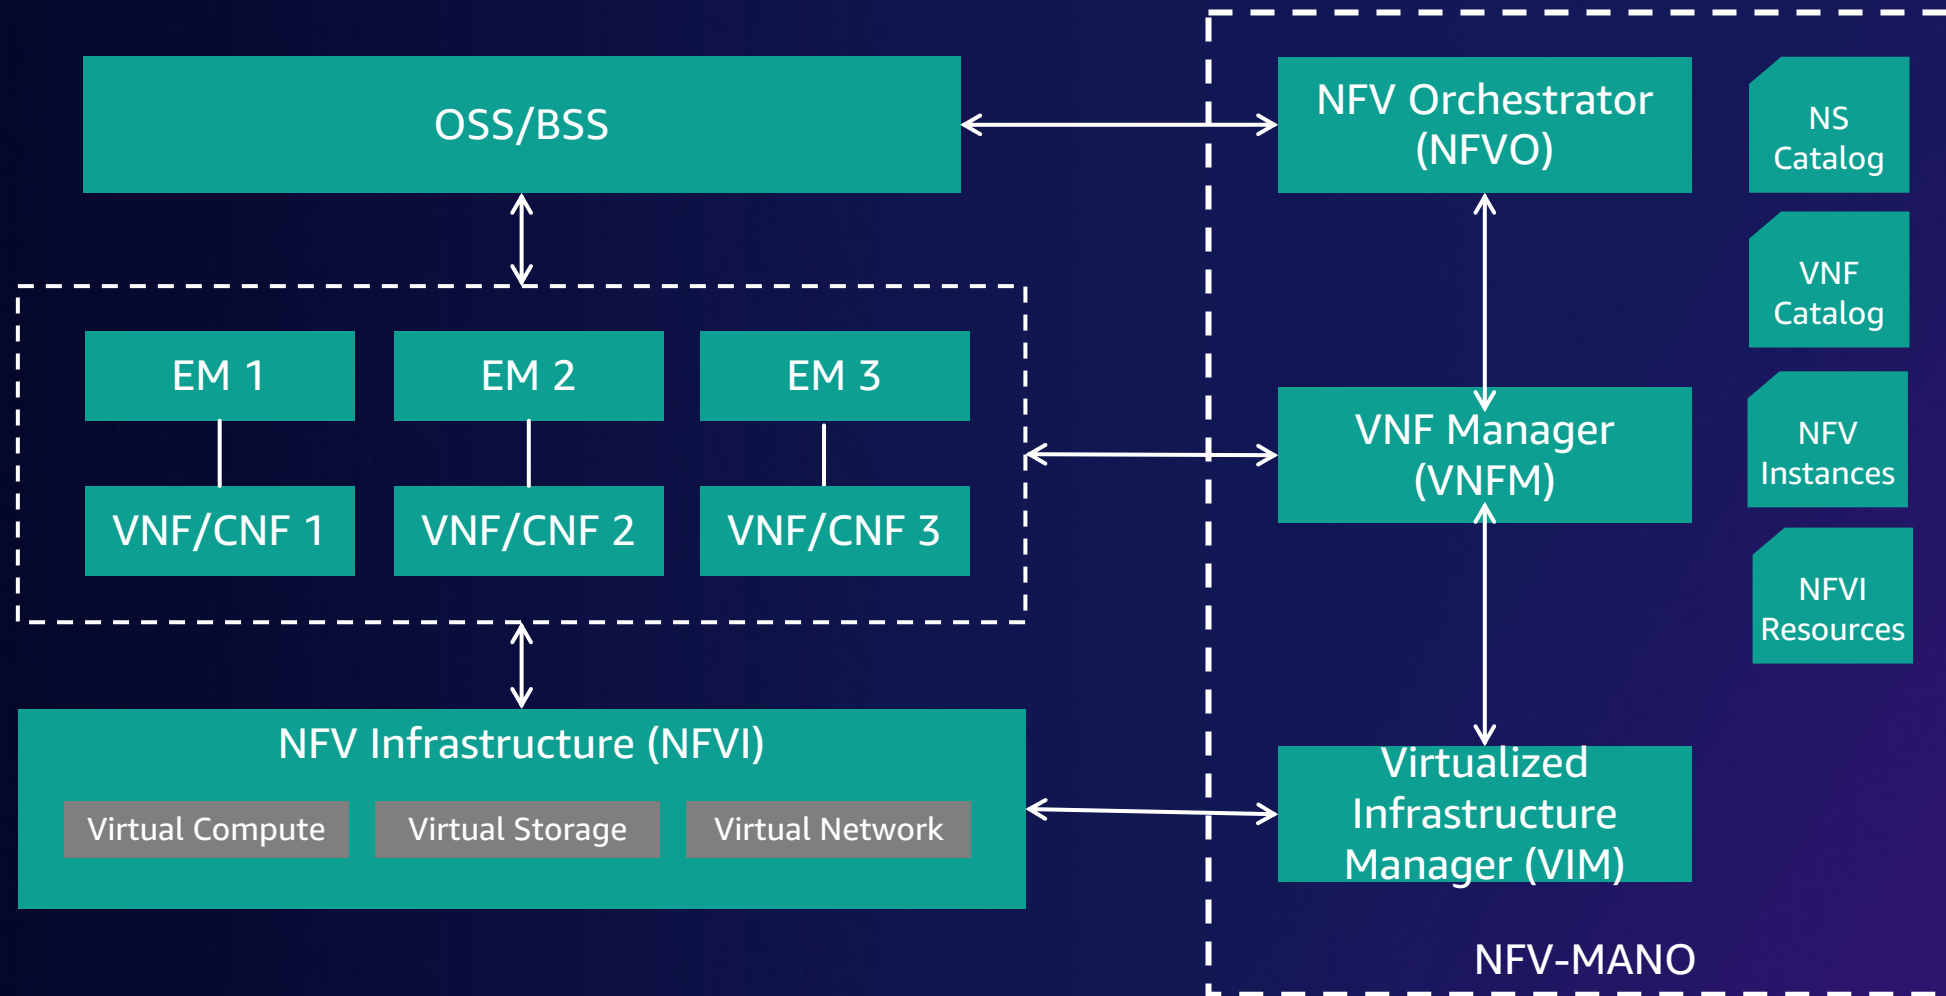 OSS/BSS
EM 1
EM 2
EM 3
VNF/CNF 1
VNF/CNF 2
VNF/CNF 3
NFV Infrastructure (NFVI)
Virtual Compute
Virtual Storage
Virtual Network
NFV Orchestrator
(NFVO)
VNF Manager
(VNFM)
Virtualized
Infrastructure
Manager (VIM)
NS
Catalog
VNF
Catalog
NFV
Instances
NFVI
Resources
NFV-MANO